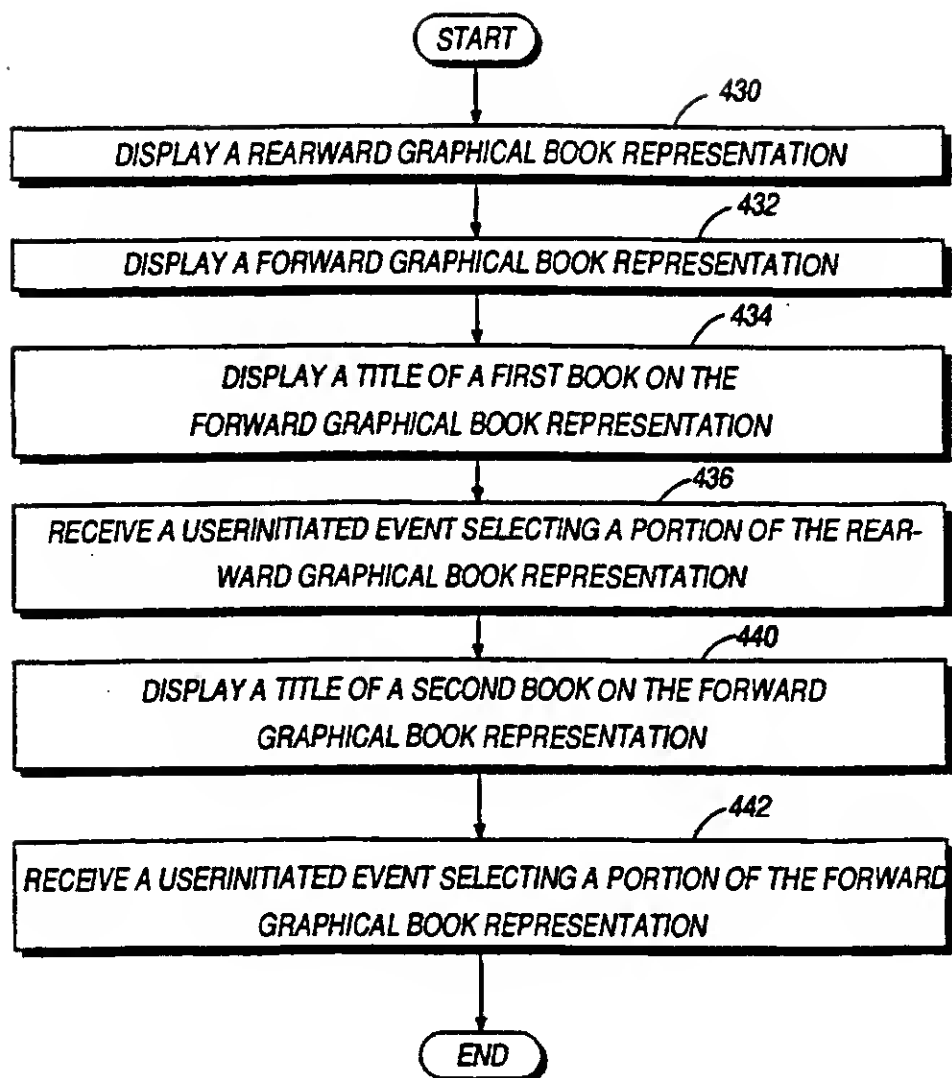 START
430
DISPLAY A REARWARD GRAPHICAL BOOK REPRESENTATION
432
DISPLAY A FORWARD GRAPHICAL BOOK REPRESENTATION
434
DISPLAY A TITLE OF A FIRST BOOK ON THE
FORWARD GRAPHICAL BOOK REPRESENTATION
436
RECEIVE A USERINITIATED EVENT SELECTING A PORTION OF THE REAR-
WARD GRAPHICAL BOOK REPRESENTATION
440
DISPLAY A TITLE OF A SECOND BOOK ON THE FORWARD
GRAPHICAL BOOK REPRESENTATION
442
RECEIVE A USERINITIATED EVENT SELECTING A PORTION OF THE FORWARD
GRAPHICAL BOOK REPRESENTATION
END